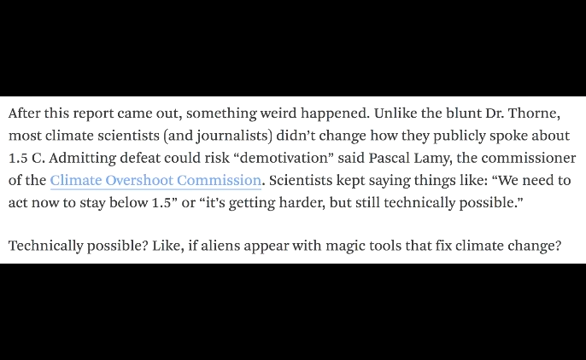 After this report came out, something weird happened. Unlike the blunt Dr. Thorne,
most climate scientists (and journalists) didn’t change how they publicly spoke about
1.5 C. Admitting defeat could risk “demotivation” said Pascal Lamy, the commissioner
of the Climate Overshoot Commission. Scientists kept saying things like: “We need to
act now to stay below 1.5” or “it’s getting harder, but still technically possible.”
Technically possible? Like, if aliens appear with magic tools that fix climate change?